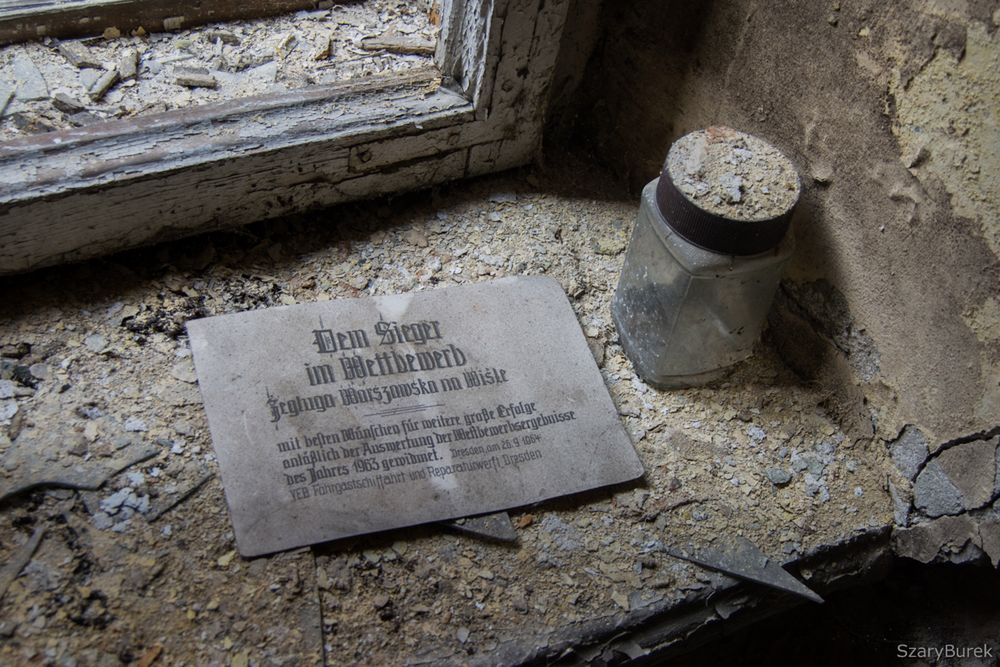 Dem Sieger
im Wettbewerb
Żegluga Warszawska na Wiśle
mit besten Wünschen für weitere große Erfolge
anläßlich der Auswertung der Wettbewerbsergebnisse
des Jahres 1963 gewidmet. Dresden, am 26.9.1964
VEB Fahrgastschiffahrt und Reparaturwerft Dresden
SzaryBurek